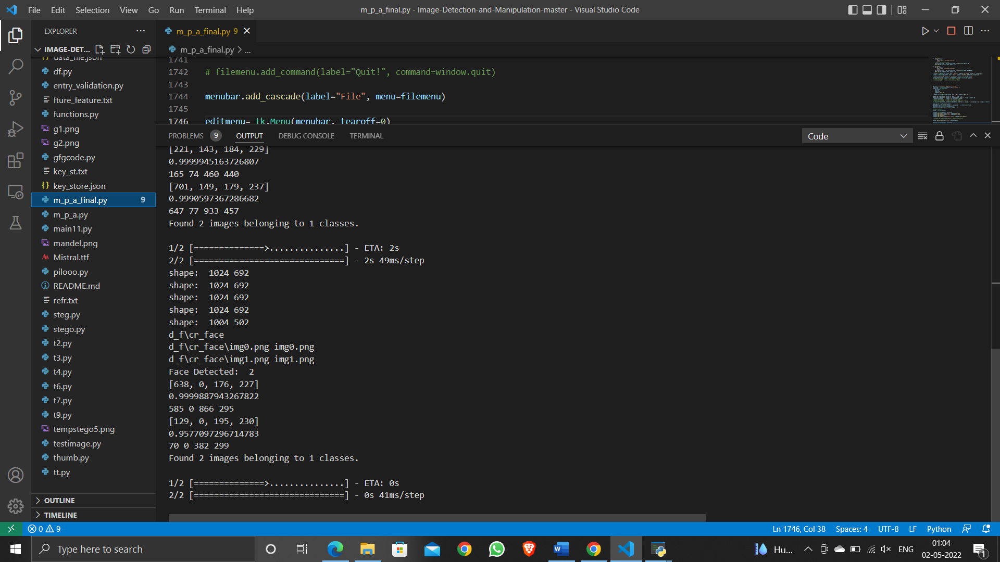 File Edit Selection View Go Run Terminal Help
m_p_a_final.py - Image-Detection-and-Manipulation-master - Visual Studio Code
EXPLORER
IMAGE-DET...
data_file.json
df.py
entry_validation.py
fture_feature.txt
functions.py
g1.png
g2.png
gfgcode.py
key_st.txt
key_store.json
m_p_a_final.py 9
m_p_a.py
main11.py
mandel.png
Mistral.ttf
pilooo.py
README.md
refr.txt
steg.py
stego.py
t2.py
t3.py
t4.py
t6.py
t7.py
t9.py
tempstego5.png
testimage.py
thumb.py
tt.py
OUTLINE
TIMELINE
m_p_a_final.py 9
m_p_a_final.py > ...
1741
1742 # filemenu.add_command(label="Quit!", command=window.quit)
1743
1744 menubar.add_cascade(label="File", menu=filemenu)
1745
1746 editmenu= tk.Menu(menubar, tearoff=0)
PROBLEMS 9 OUTPUT DEBUG CONSOLE TERMINAL
Code
[221, 143, 184, 229]
0.9999945163726807
165 74 460 440
[701, 149, 179, 237]
0.9990597367286682
647 77 933 457
Found 2 images belonging to 1 classes.
1/2 [==============>...............] - ETA: 2s
2/2 [==============================] - 2s 49ms/step
shape:  1024 692
shape:  1024 692
shape:  1024 692
shape:  1024 692
shape:  1004 502
d_f\cr_face
d_f\cr_face\img0.png img0.png
d_f\cr_face\img1.png img1.png
Face Detected:  2
[638, 0, 176, 227]
0.9999887943267822
585 0 866 295
[129, 0, 195, 230]
0.9577097296714783
70 0 382 299
Found 2 images belonging to 1 classes.
1/2 [==============>...............] - ETA: 0s
2/2 [==============================] - 0s 41ms/step
0 9
Ln 1746, Col 38 Spaces: 4 UTF-8 LF Python
Type here to search
Hu...
ENG
01:04
02-05-2022
1